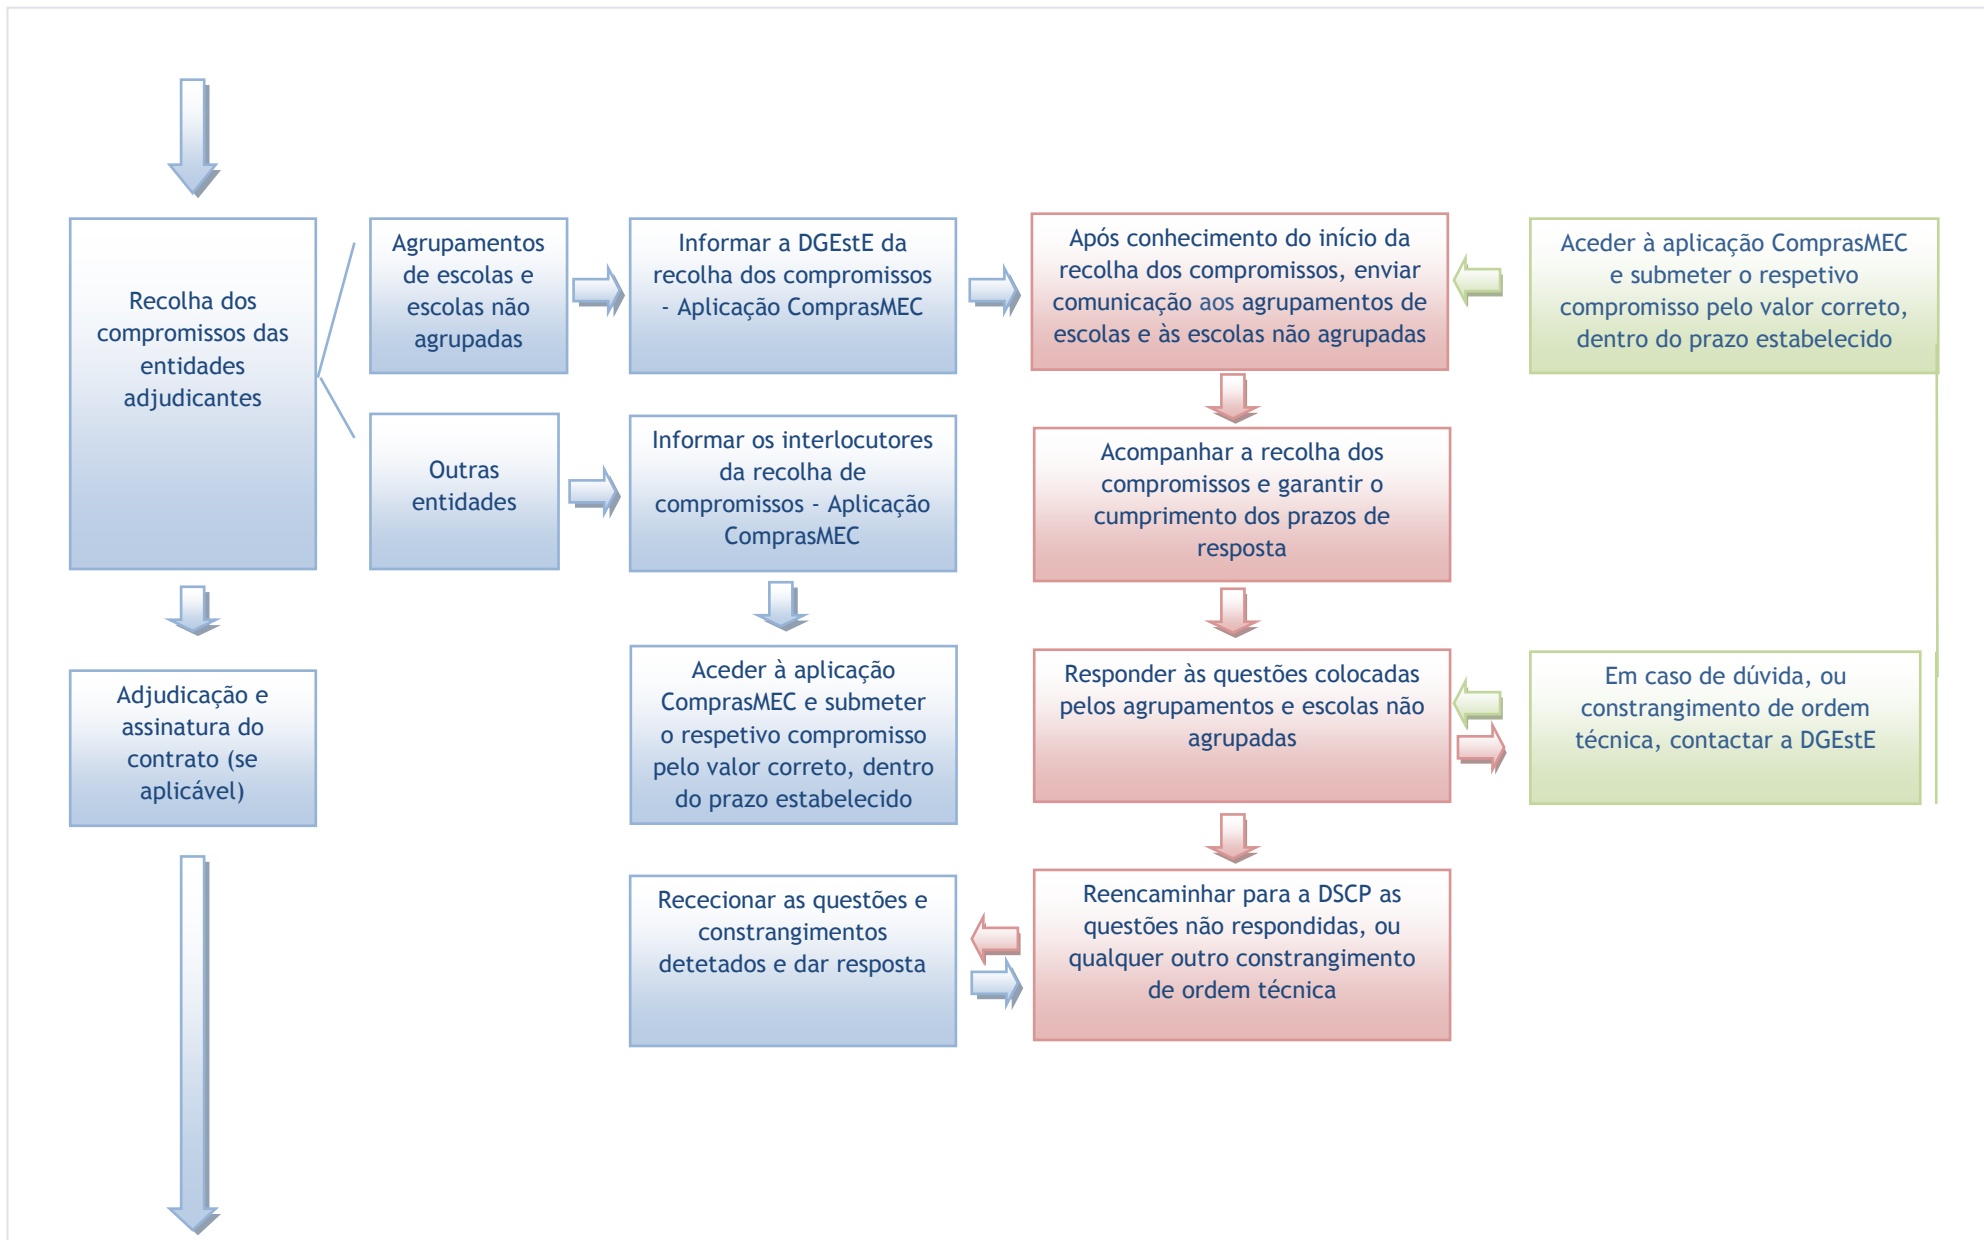 Recolha dos
compromissos das
entidades
adjudicantes
Agrupamentos
de escolas e
escolas não
agrupadas
Informar a DGEstE da
recolha dos compromissos
- Aplicação ComprasMEC
Após conhecimento do início da
recolha dos compromissos, enviar
comunicação aos agrupamentos de
escolas e às escolas não agrupadas
Aceder à aplicação ComprasMEC
e submeter o respetivo
compromisso pelo valor correto,
dentro do prazo estabelecido
Outras
entidades
Informar os interlocutores
da recolha de
compromissos - Aplicação
ComprasMEC
Acompanhar a recolha dos
compromissos e garantir o
cumprimento dos prazos de
resposta
Adjudicação e
assinatura do
contrato (se
aplicável)
Aceder à aplicação
ComprasMEC e submeter
o respetivo compromisso
pelo valor correto, dentro
do prazo estabelecido
Responder às questões colocadas
pelos agrupamentos e escolas não
agrupadas
Em caso de dúvida, ou
constrangimento de ordem
técnica, contactar a DGEstE
Rececionar as questões e
constrangimentos
detetados e dar resposta
Reencaminhar para a DSCP as
questões não respondidas, ou
qualquer outro constrangimento
de ordem técnica